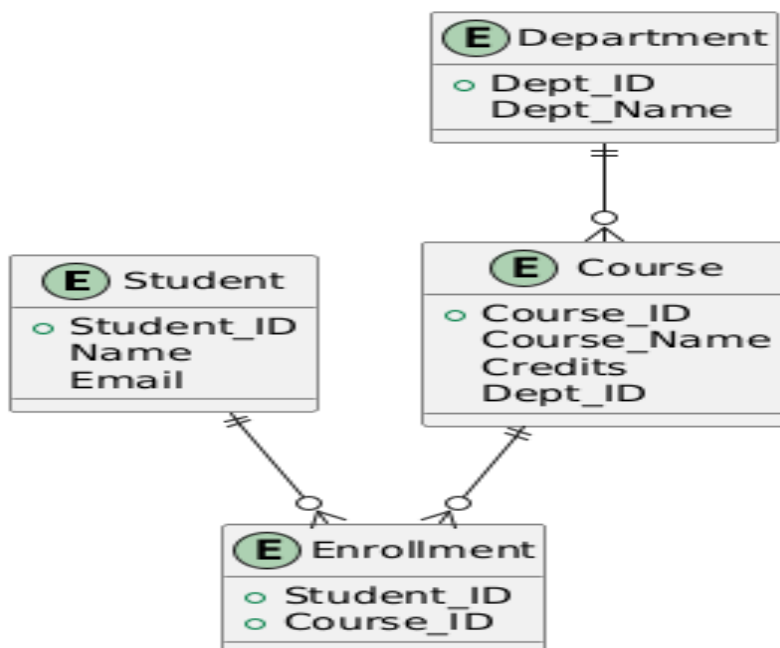 E Department
Dept_ID
Dept_Name
E Student
Student_ID
Name
Email
E Course
Course_ID
Course_Name
Credits
Dept_ID
E Enrollment
Student_ID
Course_ID